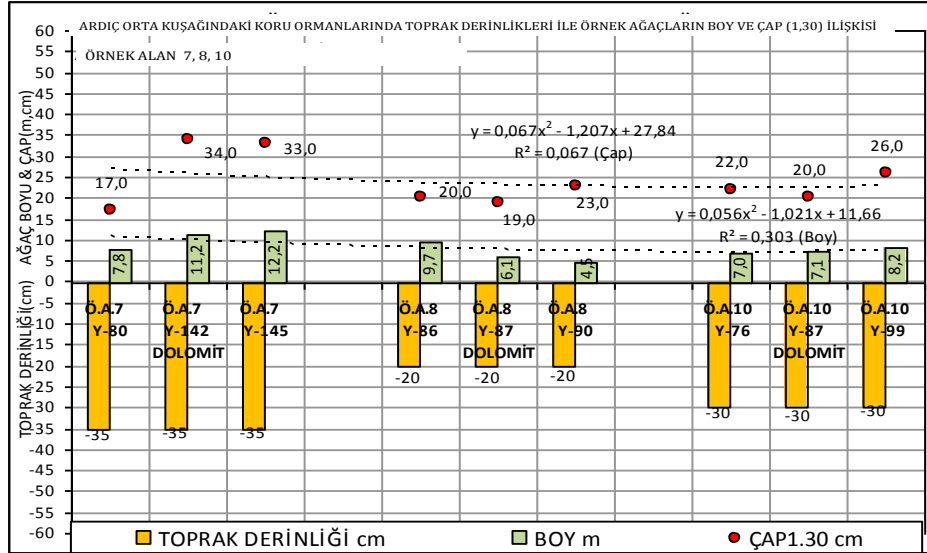 ARDIÇ ORTA KUŞAĞINDAKİ KORU ORMANLARINDA TOPRAK DERİNLİKLERİ İLE ÖRNEK AĞAÇLARIN BOY VE ÇAP (1,30) İLİŞKİSİ
ÖRNEK ALAN 7, 8, 10
AĞAÇ BOYU & ÇAP(m,cm)
TOPRAK DERİNLİĞİ(cm)
60
55
50
45
40
35
30
25
20
15
10
5
0
-5
-10
-15
-20
-25
-30
-35
-40
-45
-50
-55
-60
y = 0,067x² - 1,207x + 27,84
R² = 0,067 (Çap)
y = 0,056x² - 1,021x + 11,66
R² = 0,303 (Boy)
17,0 34,0 33,0 20,0 19,0 23,0 22,0 20,0 26,0
7,8 11,2 12,2 9,7 6,1 4,5 7,0 7,1 8,2
Ö.A.7 Ö.A.7 Ö.A.7 Ö.A.8 Ö.A.8 Ö.A.8 Ö.A.10 Ö.A.10 Ö.A.10
Y-80 Y-142 Y-145 Y-86 Y-87 Y-90 Y-76 Y-87 Y-99
DOLOMİT DOLOMİT DOLOMİT
-35 -35 -35 -20 -20 -20 -30 -30 -30
TOPRAK DERİNLİĞİ cm BOY m ÇAP1.30 cm